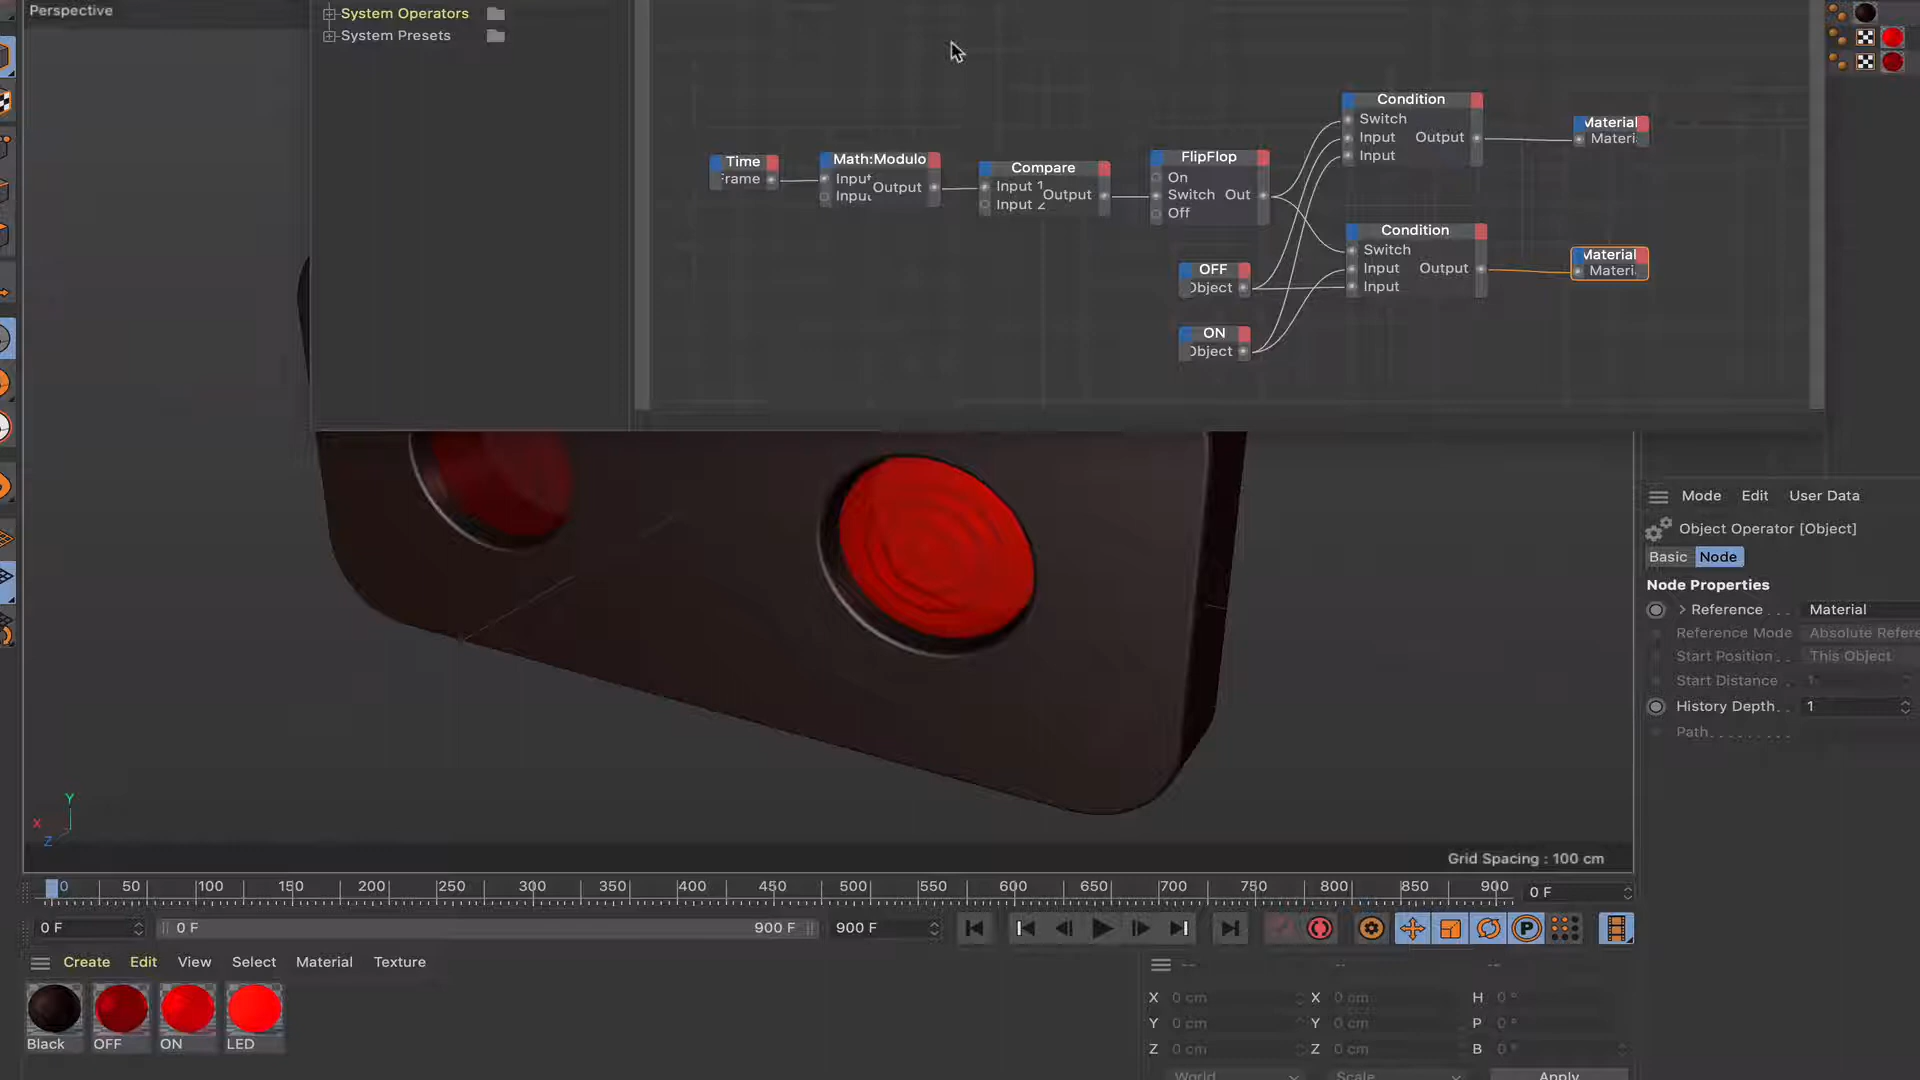 Perspective
System Operators
System Presets
Time
Frame
Math:Modulo
Input
Output
Input
Compare
Input 1
Output
Input 2
FlipFlop
On
Switch Out
Off
OFF
Object
ON
Object
Condition
Switch
Input Output
Input
Condition
Switch
Input Output
Input
Material
Materi
Material
Materi
Mode Edit User Data
Object Operator [Object]
Basic Node
Node Properties
> Reference . . . Material
Reference Mode Absolute Refere
Start Position . . This Object
Start Distance . 1
History Depth . . 1
Path . . . . . . . . .
Y
X
Z
Grid Spacing : 100 cm
0 50 100 150 200 250 300 350 400 450 500 550 600 650 700 750 800 850 900 0 F
0 F 0 F 900 F 900 F
Create Edit View Select Material Texture
Black OFF ON LED
-- -- --
X 0 cm X 0 cm H 0 °
Y 0 cm Y 0 cm P 0 °
Z 0 cm Z 0 cm B 0 °
World Scale Apply